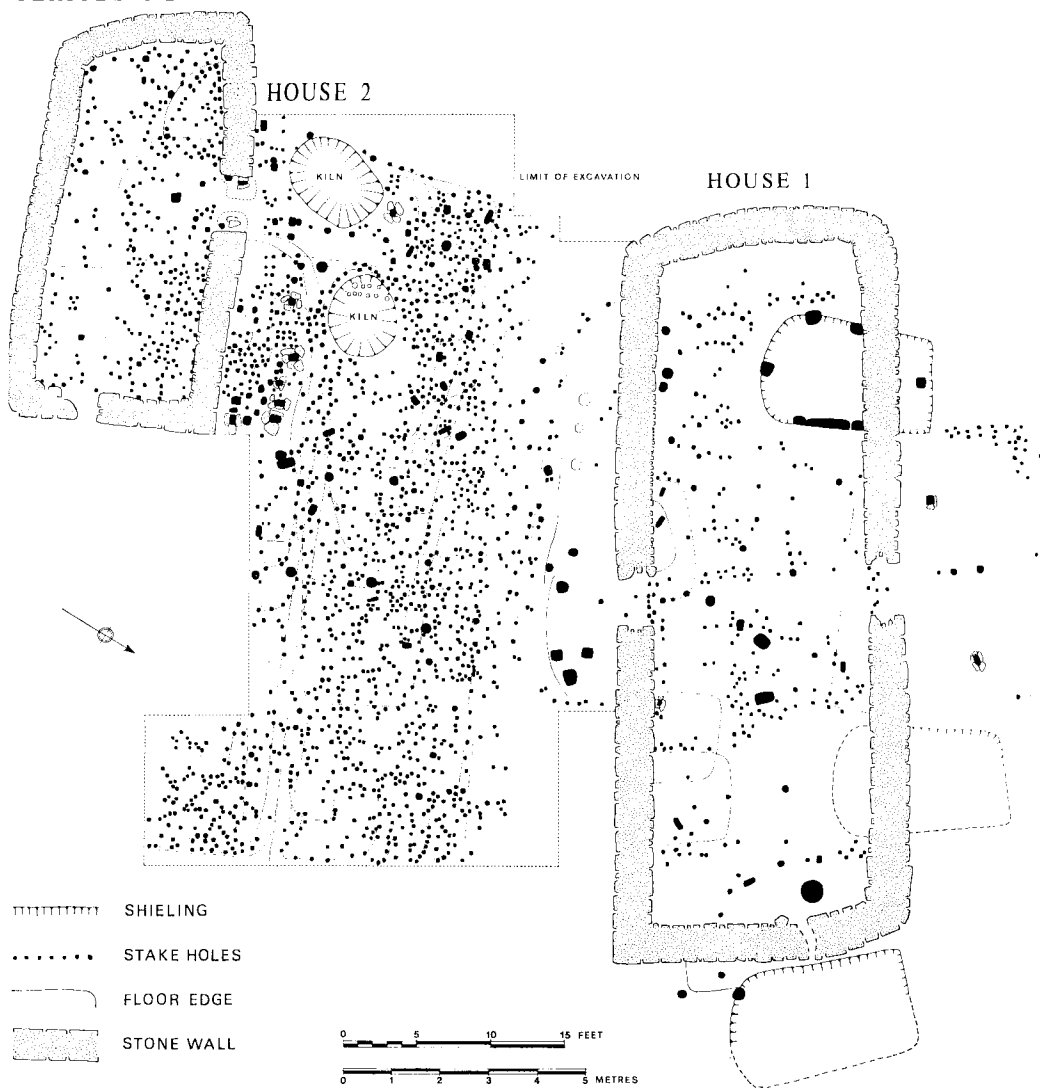 HOUSE 2
KILN
LIMIT OF EXCAVATION
HOUSE 1
KILN
SHIELING
STAKE HOLES
FLOOR EDGE
STONE WALL
0 5 10 15 FEET
0 1 2 3 4 5 METRES